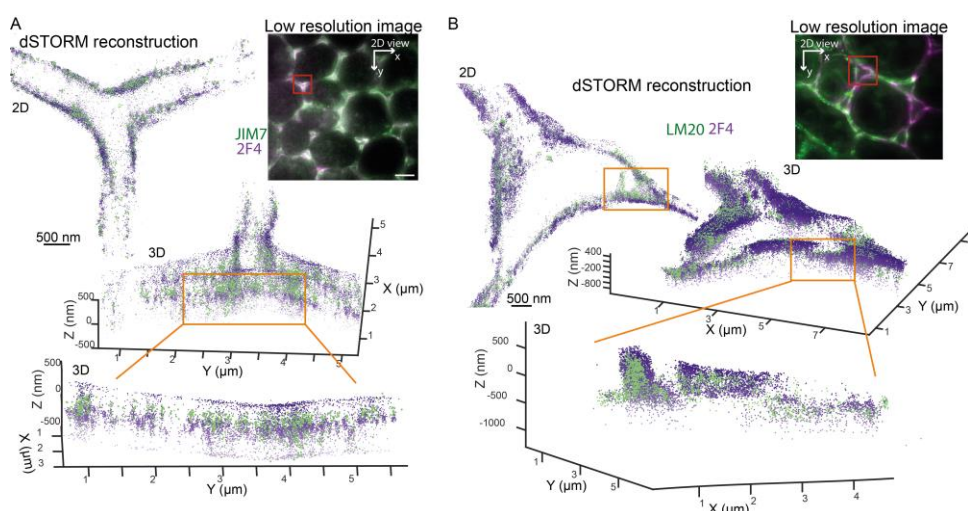 A
Low resolution image
dSTORM reconstruction
2D view
x
y
2D
JIM7
2F4
500 nm
3D
5
4
3
2
1
X (µm)
500
0
-500
Z (nm)
1
2
3
4
5
Y (µm)
3D
500
0
-500
Z (nm)
1
2
3
X (µm)
1
2
3
4
5
Y (µm)
B
Low resolution image
2D view
x
y
2D
dSTORM reconstruction
LM20 2F4
3D
500 nm
400
-200
-800
Z (nm)
1
3
5
7
X (µm)
1
3
5
7
Y (µm)
3D
500
0
-500
-1000
Z (nm)
1
3
5
Y (µm)
1
2
3
4
X (µm)